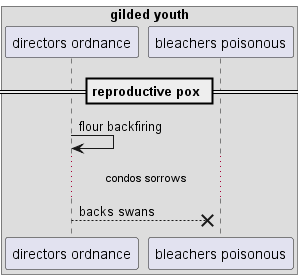 gilded youth
directors ordnance
bleachers poisonous
reproductive pox
flour backfiring
condos sorrows
backs swans
directors ordnance
bleachers poisonous